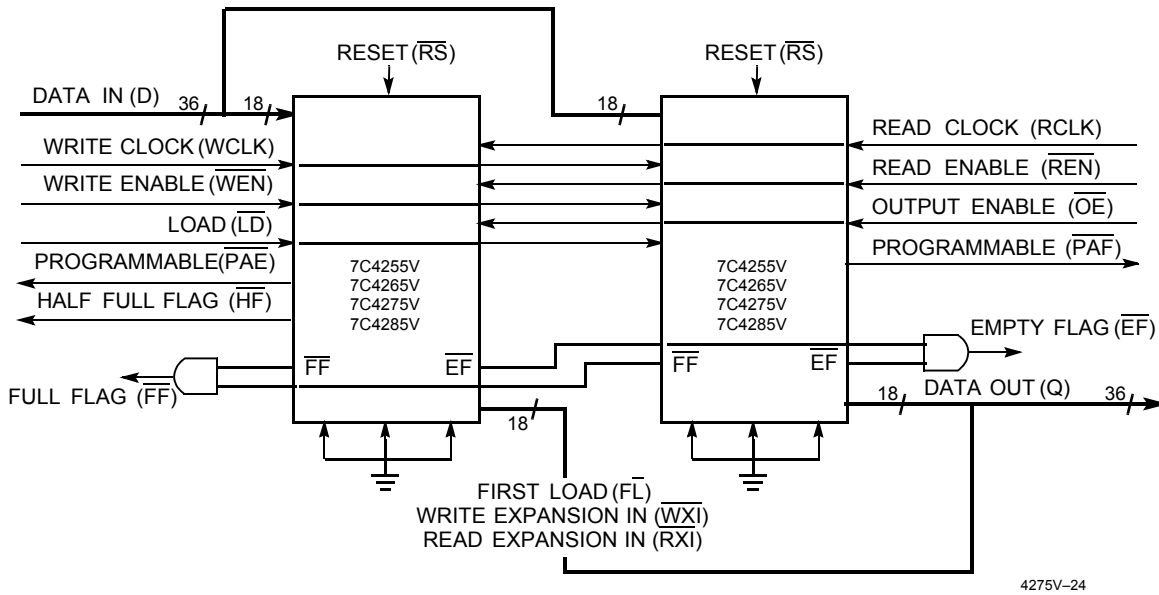 RESET (RS) RESET (RS)
DATA IN (D) 36 18 18
WRITE CLOCK (WCLK) READ CLOCK (RCLK)
WRITE ENABLE (WEN) READ ENABLE (REN)
LOAD (LD) OUTPUT ENABLE (OE)
PROGRAMMABLE(PAE) PROGRAMMABLE (PAF)
HALF FULL FLAG (HF)
7C4255V 7C4255V
7C4265V 7C4265V
7C4275V 7C4275V
7C4285V 7C4285V
EMPTY FLAG (EF)
FF EF FF EF
FULL FLAG (FF)
18 DATA OUT (Q) 36
18
FIRST LOAD (FL)
WRITE EXPANSION IN (WXI)
READ EXPANSION IN (RXI)
4275V–24